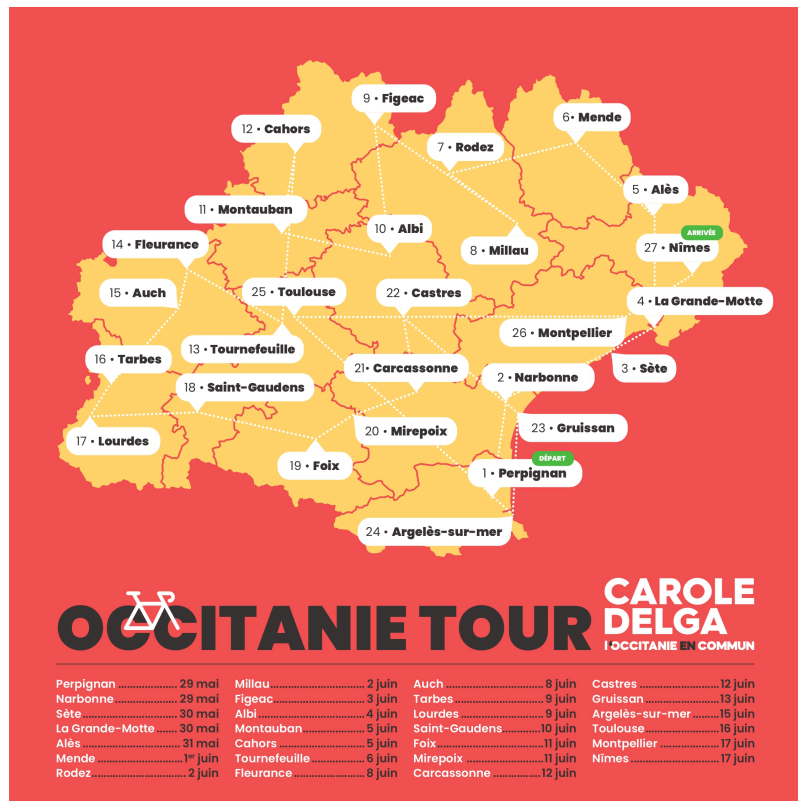 9 • Figeac
6• Mende
12 • Cahors
7 • Rodez
5 • Alès
11 • Montauban
10 • Albi
ARRIVÉE
14 • Fleurance
8 • Millau
27 • Nîmes
15 • Auch
25 • Toulouse
22 • Castres
4 • La Grande-Motte
26 • Montpellier
13 • Tournefeuille
16 • Tarbes
21• Carcassonne
3 • Sète
2 • Narbonne
18 • Saint-Gaudens
23 • Gruissan
20 • Mirepoix
17 • Lourdes
DÉPART
19 • Foix
1 • Perpignan
24 • Argelès-sur-mer
OCCITANIE TOUR
CAROLE
DELGA
l'OCCITANIE EN COMMUN
Perpignan .................... 29 mai
Narbonne .................... 29 mai
Sète .............................. 30 mai
La Grande-Motte ...... 30 mai
Alès ............................... 31 mai
Mende .......................... 1er juin
Rodez ............................ 2 juin
Millau ............................ 2 juin
Figeac ........................... 3 juin
Albi ................................ 4 juin
Montauban ................. 5 juin
Cahors .......................... 5 juin
Tournefeuille ............... 6 juin
Fleurance ..................... 8 juin
Auch .............................. 8 juin
Tarbes ........................... 9 juin
Lourdes ......................... 9 juin
Saint-Gaudens ........... 10 juin
Foix ................................ 11 juin
Mirepoix ....................... 11 juin
Carcassonne .............. 12 juin
Castres ......................... 12 juin
Gruissan ....................... 13 juin
Argelès-sur-mer ........ 15 juin
Toulouse ....................... 16 juin
Montpellier .................. 17 juin
Nîmes ............................ 17 juin